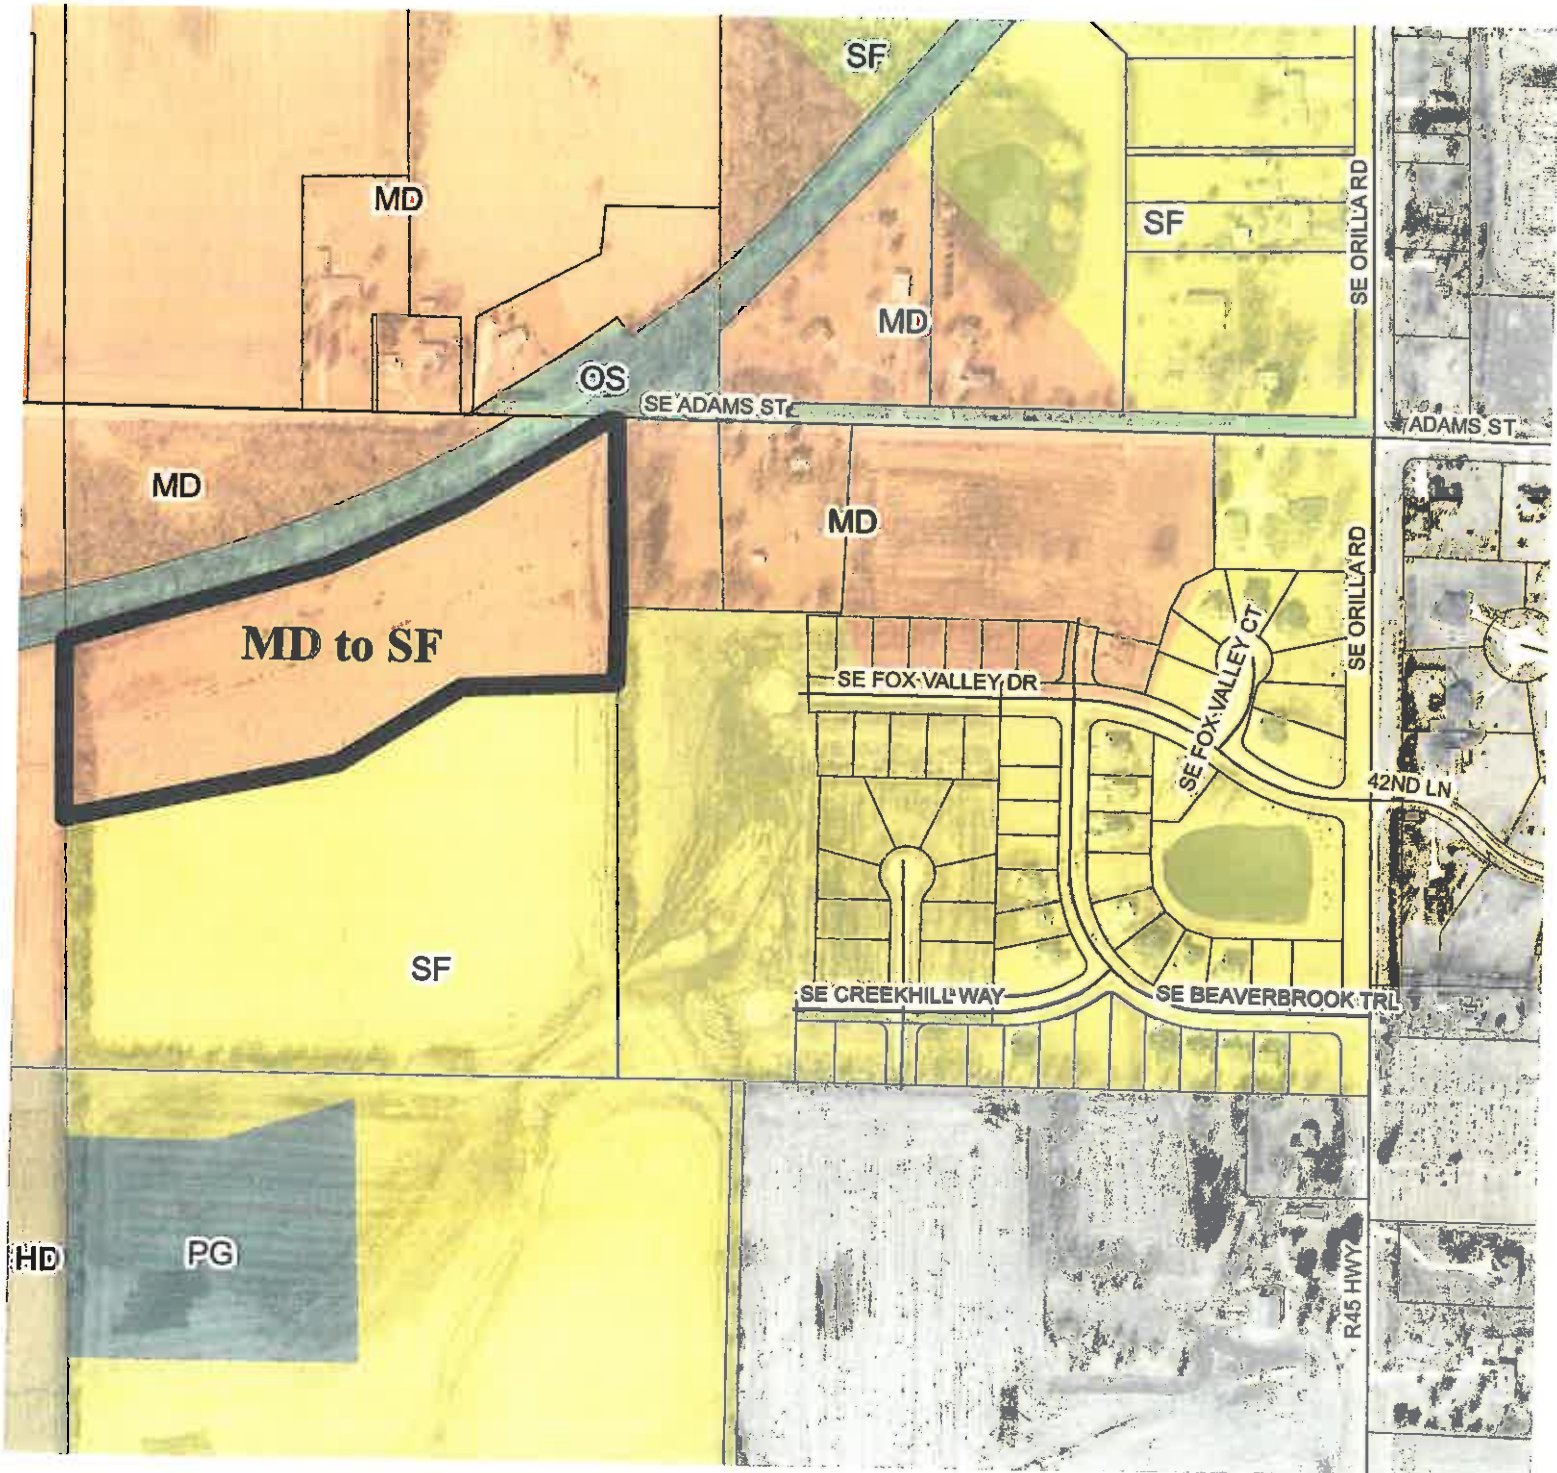 SF
MD
SF
SE ORILLA RD
MD
OS
SE ADAMS ST
ADAMS ST
MD
MD
SE ORILLA RD
MD to SF
SE FOX VALLEY CT
SE FOX VALLEY DR
42ND LN
SF
SE CREEKHILL WAY
SE BEAVERBROOK TRL
HD
PG
R45 HWY